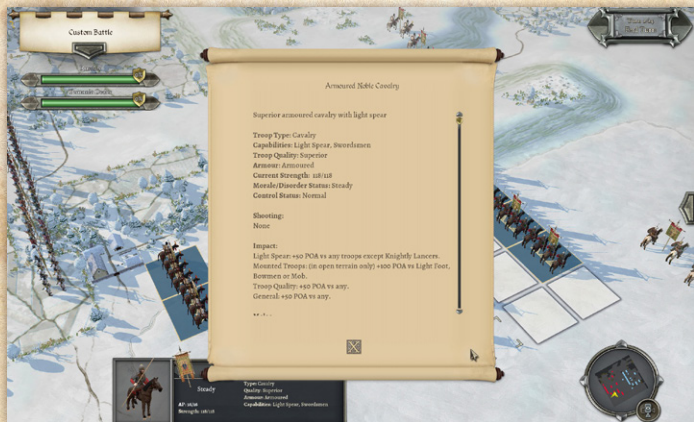 Custom Battle
Armoured Noble Cavalry
Superior armoured cavalry with light spear
Troop Type: Cavalry
Capabilities: Light Spear, Swordsmen
Troop Quality: Superior
Armour: Armoured
Current Strength: 118/118
Morale/Disorder Status: Steady
Control Status: Normal
Shooting:
None
Impact:
Light Spear: +50 POA vs any troops except Knightly Lancers.
Mounted Troops: (in open terrain only) +100 POA vs Light Foot,
Bowmen or Mob.
Troop Quality: +50 POA vs any.
General: +50 POA vs any.
X
Steady
Strength: 118/118
Type: Cavalry
Quality: Superior
Armour: Armoured
Capabilities: Light Spear, Swordsmen